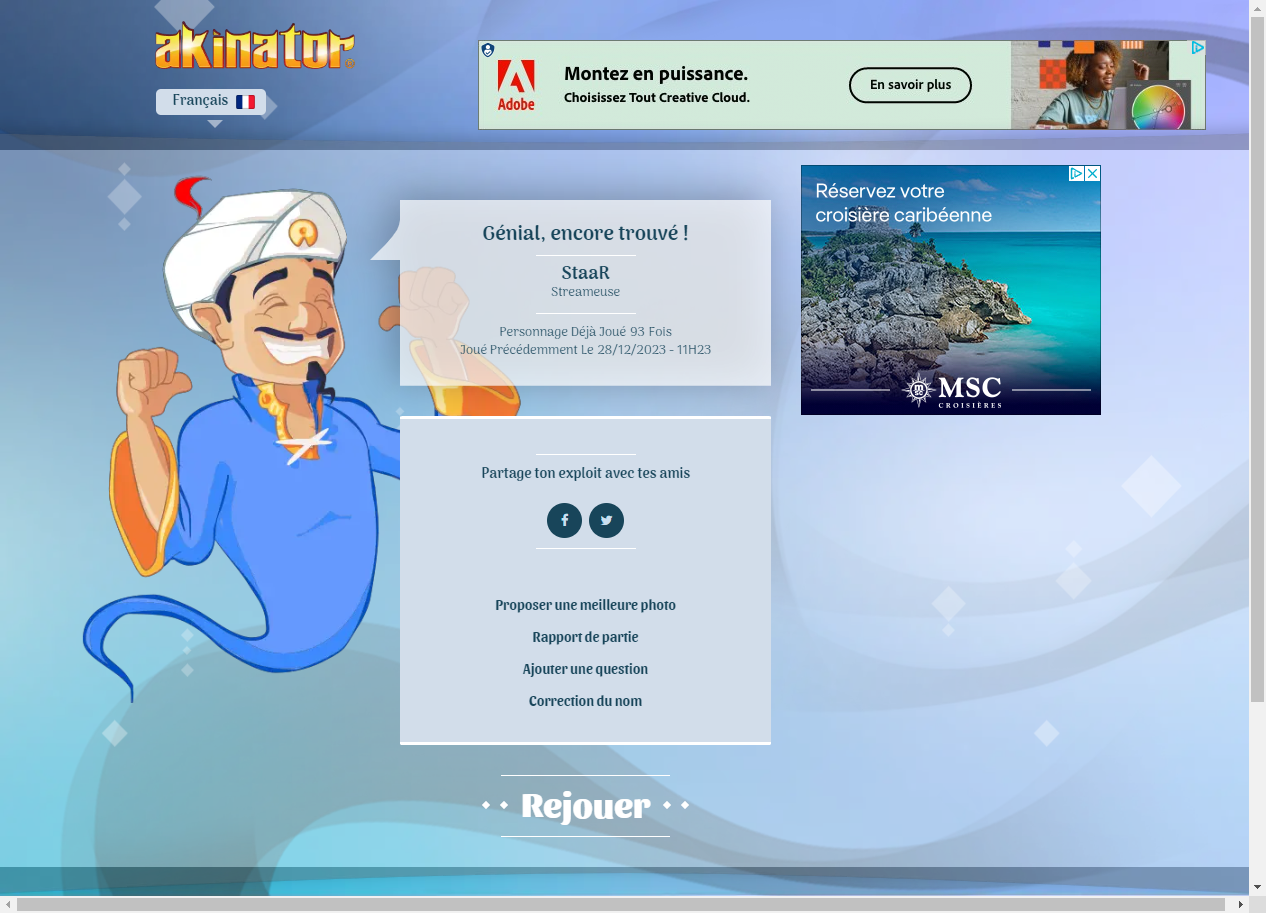 akinator
Français
Adobe
Montez en puissance.
Choisissez Tout Creative Cloud.
En savoir plus
Génial, encore trouvé !
StaaR
Streameuse
Personnage Déjà Joué 93 Fois
Joué Précédemment Le 28/12/2023 - 11H23
Réservez votre
croisière caribéenne
MSC
CROISIÈRES
Partage ton exploit avec tes amis
Proposer une meilleure photo
Rapport de partie
Ajouter une question
Correction du nom
Rejouer